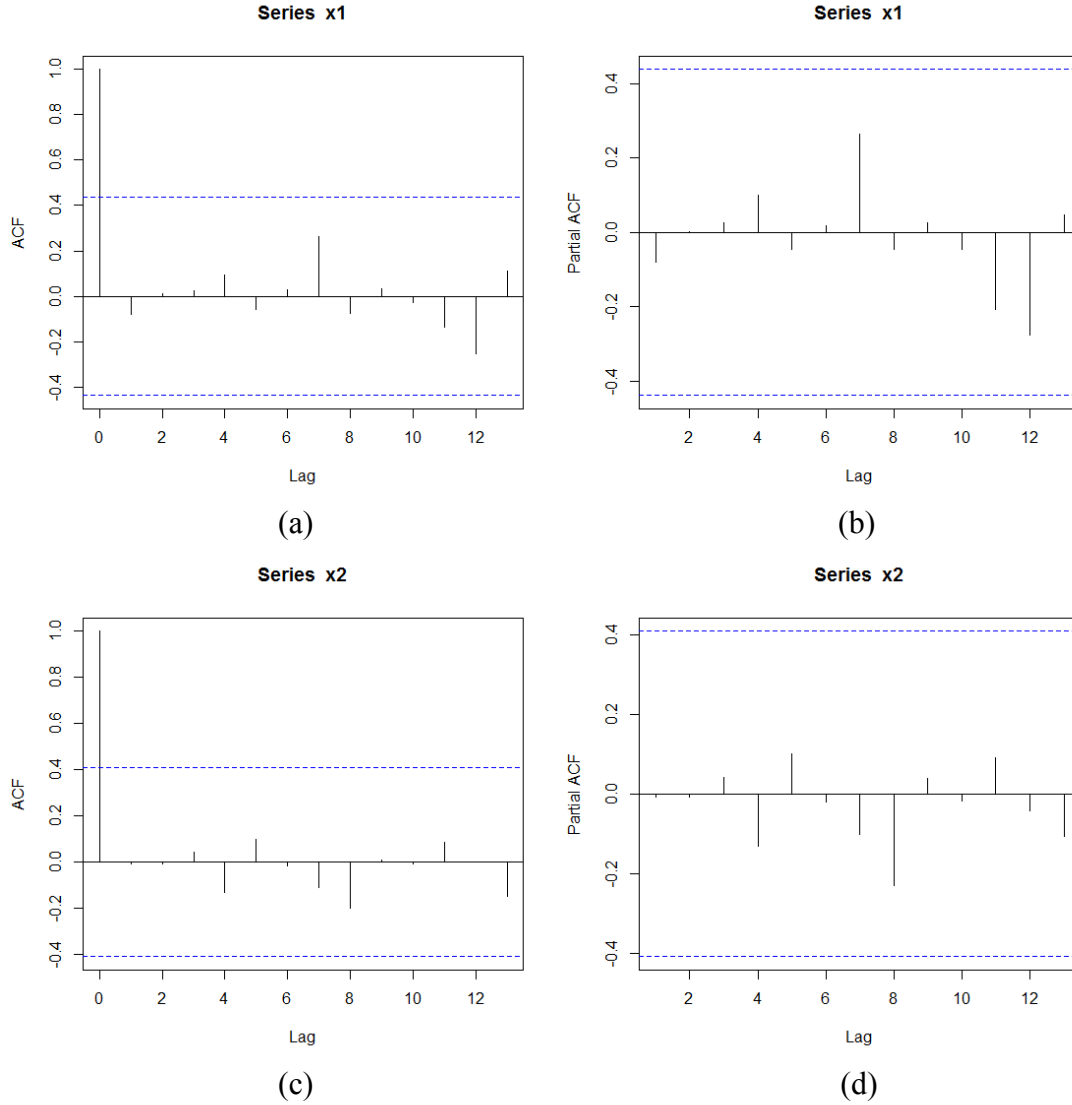 Series x1
Series x1
ACF
-0.4 -0.2 0.0 0.2 0.4 0.6 0.8 1.0
0 2 4 6 8 10 12
Lag
Partial ACF
-0.4 -0.2 0.0 0.2 0.4
2 4 6 8 10 12
Lag
(a)
(b)
Series x2
Series x2
ACF
-0.4 -0.2 0.0 0.2 0.4 0.6 0.8 1.0
0 2 4 6 8 10 12
Lag
Partial ACF
-0.4 -0.2 0.0 0.2 0.4
2 4 6 8 10 12
Lag
(c)
(d)